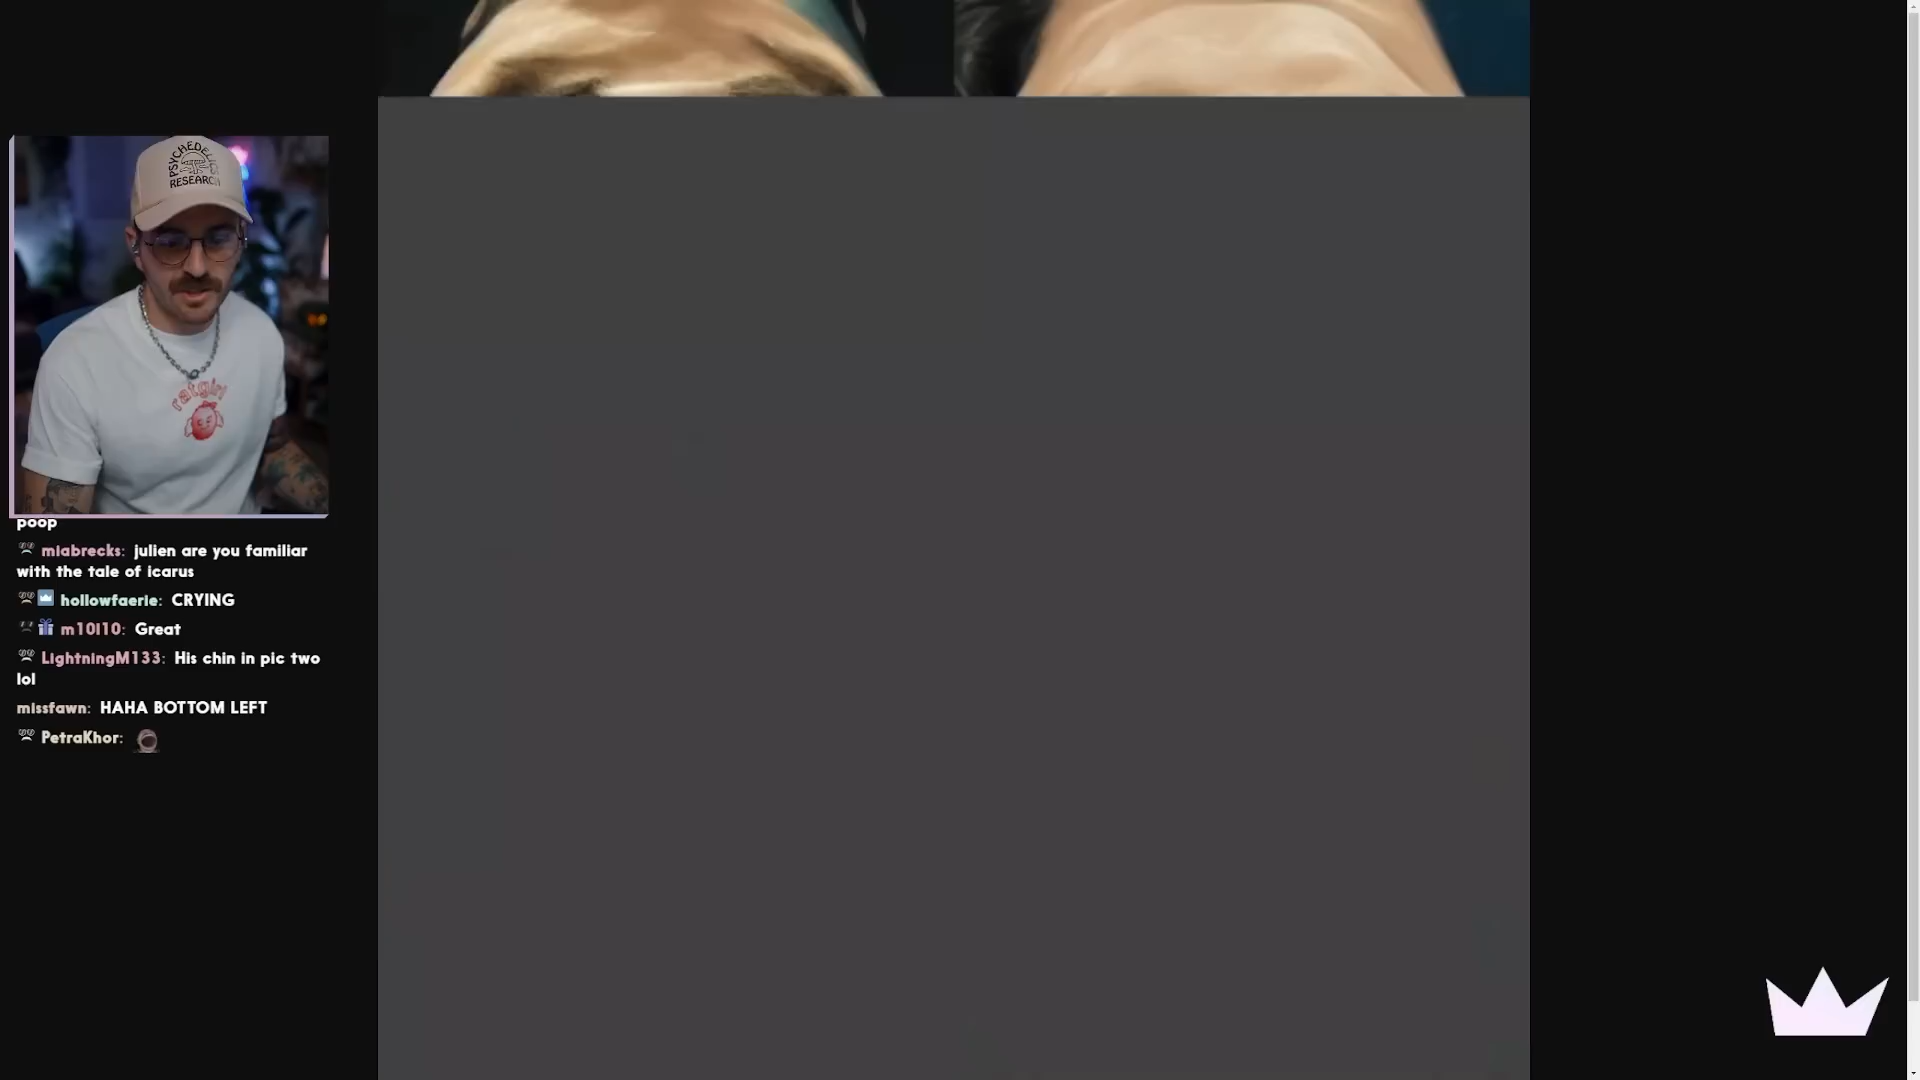 PSYCHEDELIC
RESEARCH
ratgirl
poop
miabrecks: julien are you familiar
with the tale of icarus
hollowfaerie: CRYING
m10l10: Great
LightningM133: His chin in pic two
lol
missfawn: HAHA BOTTOM LEFT
PetraKhor: